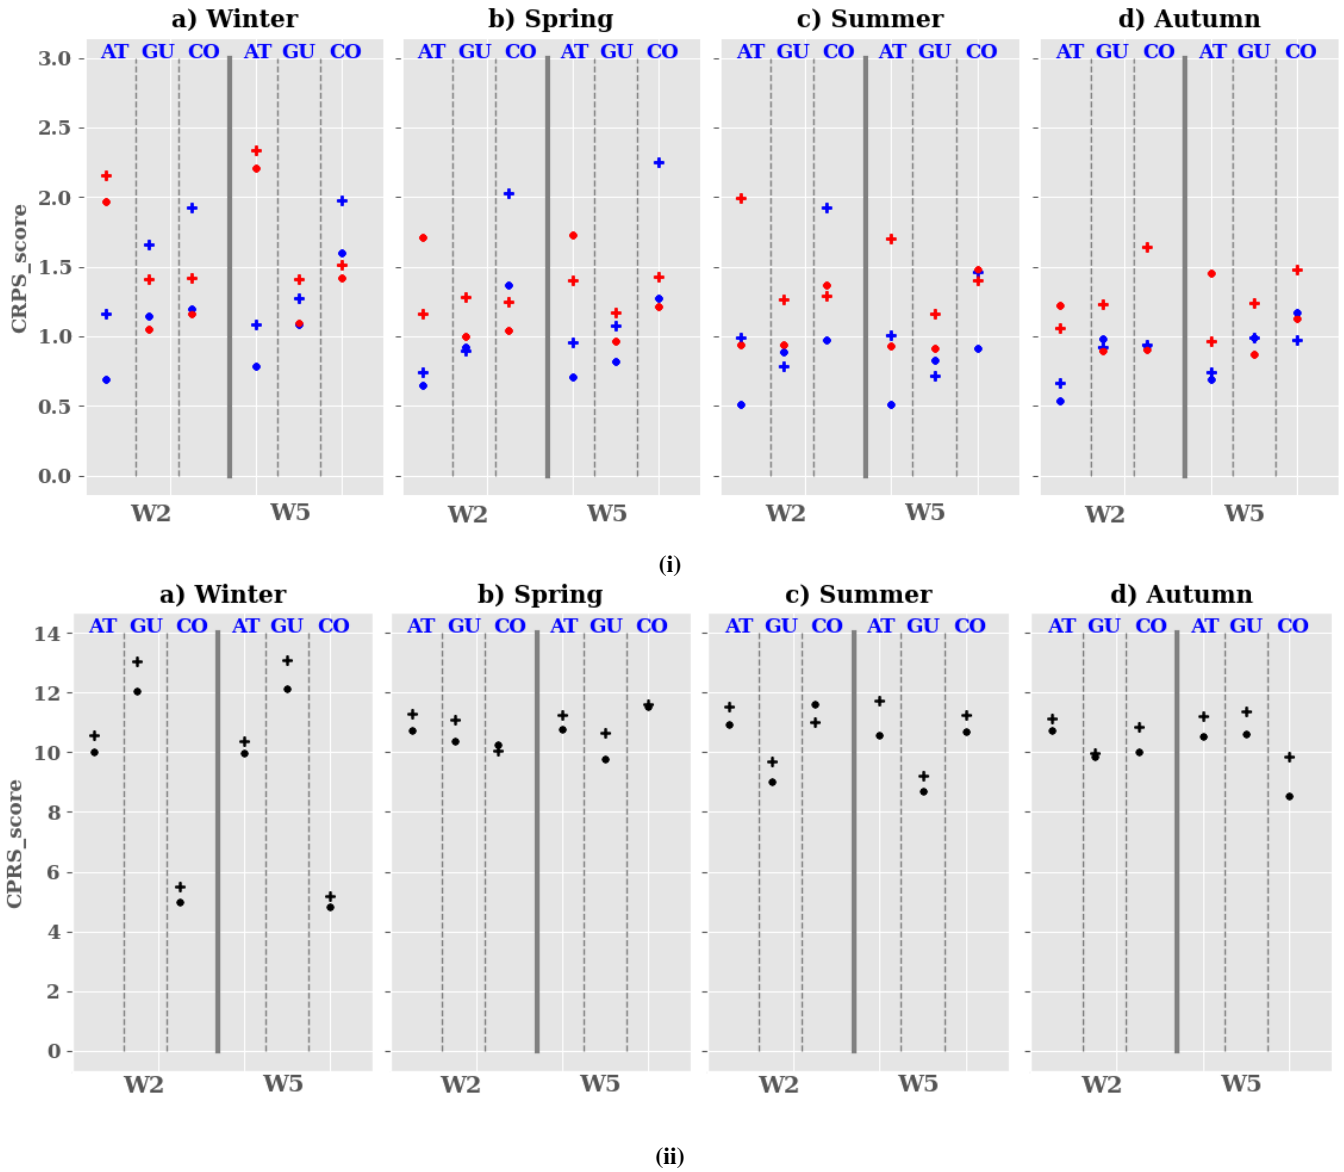 a) Winter b) Spring c) Summer d) Autumn
AT GU CO AT GU CO AT GU CO AT GU CO AT GU CO AT GU CO AT GU CO AT GU CO
3.0
2.5
2.0
1.5
1.0
0.5
0.0
CRPS_score
W2 W5 W2 W5 W2 W5 W2 W5
(i)
a) Winter b) Spring c) Summer d) Autumn
AT GU CO AT GU CO AT GU CO AT GU CO AT GU CO AT GU CO AT GU CO AT GU CO
14
12
10
8
6
4
2
0
CPRS_score
W2 W5 W2 W5 W2 W5 W2 W5
(ii)